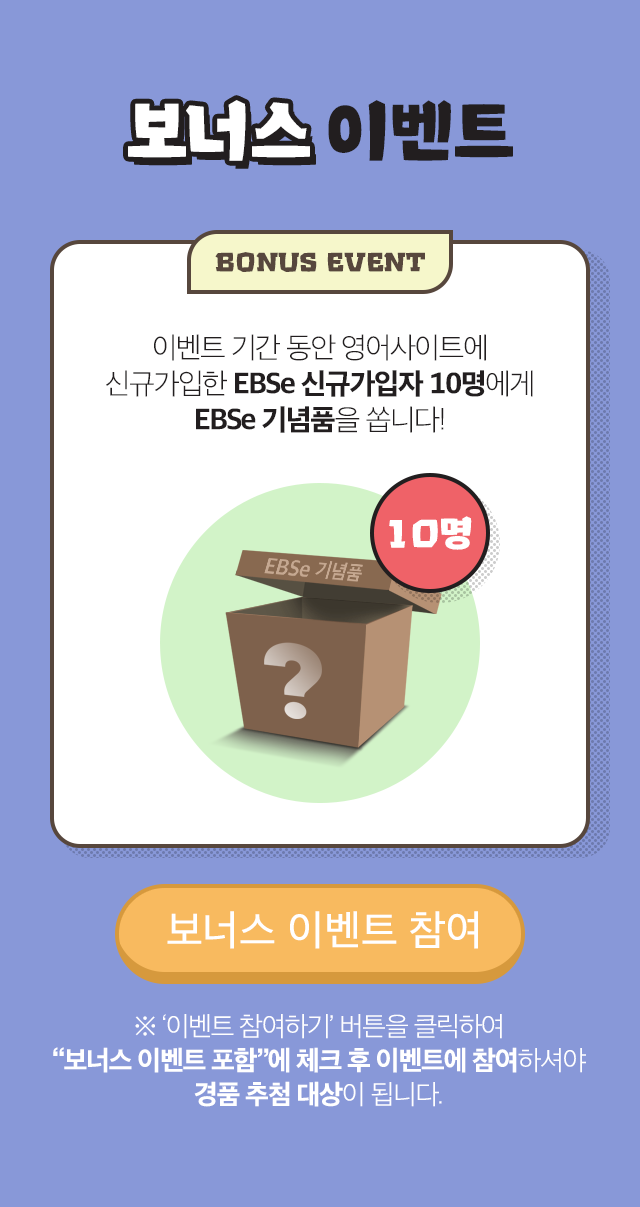 보너스 이벤트
BONUS EVENT
이벤트 기간 동안 영어사이트에
신규가입한 EBSe 신규가입자 10명에게
EBSe 기념품을 쏩니다!
10명
EBSe 기념품
?
보너스 이벤트 참여
※ ‘이벤트 참여하기’ 버튼을 클릭하여
“보너스 이벤트 포함”에 체크 후 이벤트에 참여하셔야
경품 추첨 대상이 됩니다.